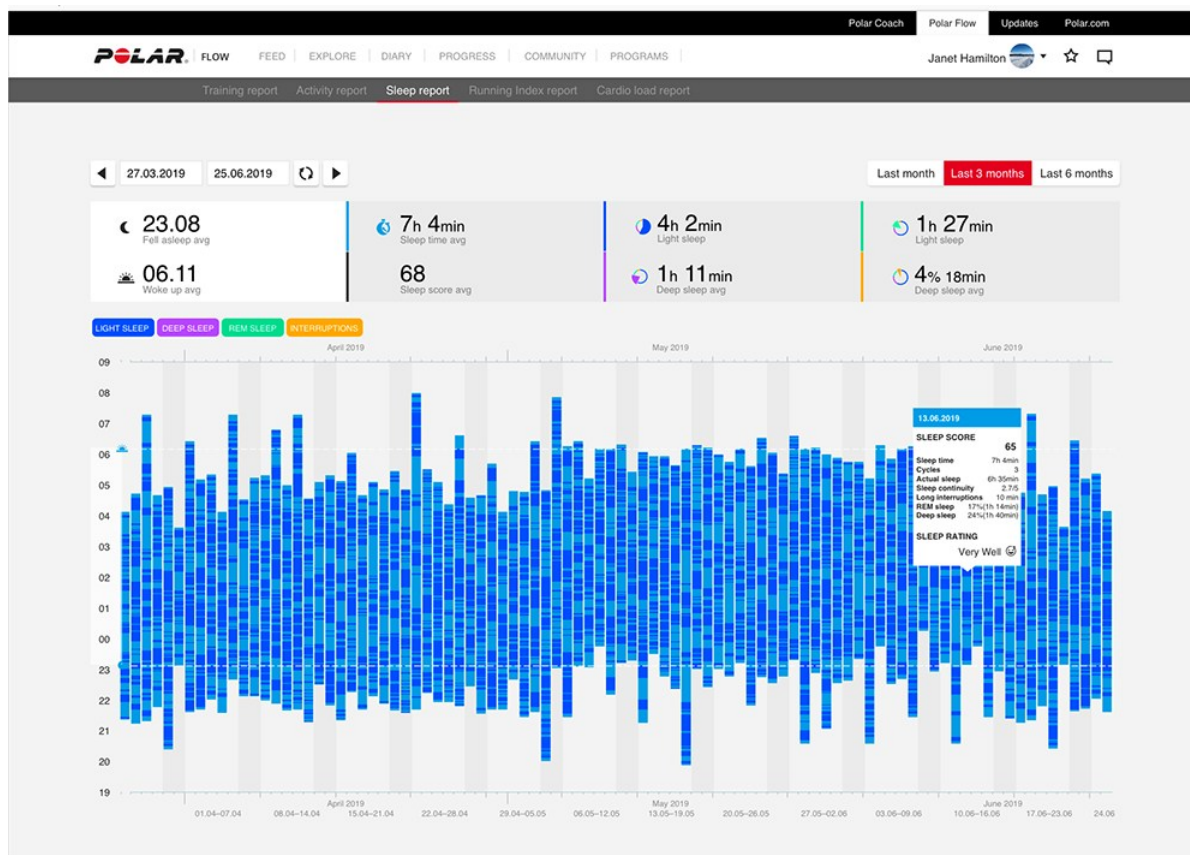 Polar Coach Polar Flow Updates Polar.com
POLAR. FLOW FEED EXPLORE DIARY PROGRESS COMMUNITY PROGRAMS Janet Hamilton
Training report Activity report Sleep report Running Index report Cardio load report
27.03.2019 25.06.2019 Last month Last 3 months Last 6 months
23.08 7h 4min 4h 2min 1h 27min
Fell asleep avg Sleep time avg Light sleep Light sleep
06.11 68 1h 11min 4% 18min
Woke up avg Sleep score avg Deep sleep avg Deep sleep avg
LIGHT SLEEP DEEP SLEEP REM SLEEP INTERRUPTIONS
April 2019 May 2019 June 2019
09
08
07
06
05
04
03
02
01
00
23
22
21
20
19
13.06.2019
SLEEP SCORE
65
Sleep time 7h 4min
Cycles 3
Actual sleep 6h 35min
Sleep continuity 2.7/5
Long interruptions 10 min
REM sleep 17%(1h 14min)
Deep sleep 24%(1h 40min)
SLEEP RATING
Very Well
April 2019 May 2019 June 2019
01.04–07.04 08.04–14.04 15.04–21.04 22.04–28.04 29.04–05.05 06.05–12.05 13.05–19.05 20.05–26.05 27.05–02.06 03.06–09.06 10.06–16.06 17.06–23.06 24.06